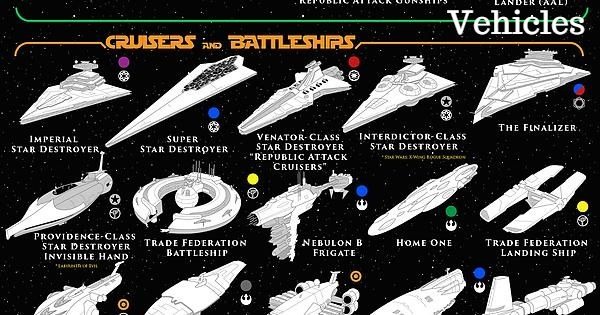 Republic Attack Gunships
Lander (AAL)
Vehicles
Cruisers and Battleships
Imperial
Star Destroyer
Super
Star Destroyer
Venator-Class
Star Destroyer
"Republic Attack
Cruisers"
Interdictor-Class
Star Destroyer
* Star Wars: X-Wing Rogue Squadron
The Finalizer
Providence-Class
Star Destroyer
Invisible Hand
* Labyrinth of Evil
Trade Federation
Battleship
Nebulon B
Frigate
Home One
Trade Federation
Landing Ship